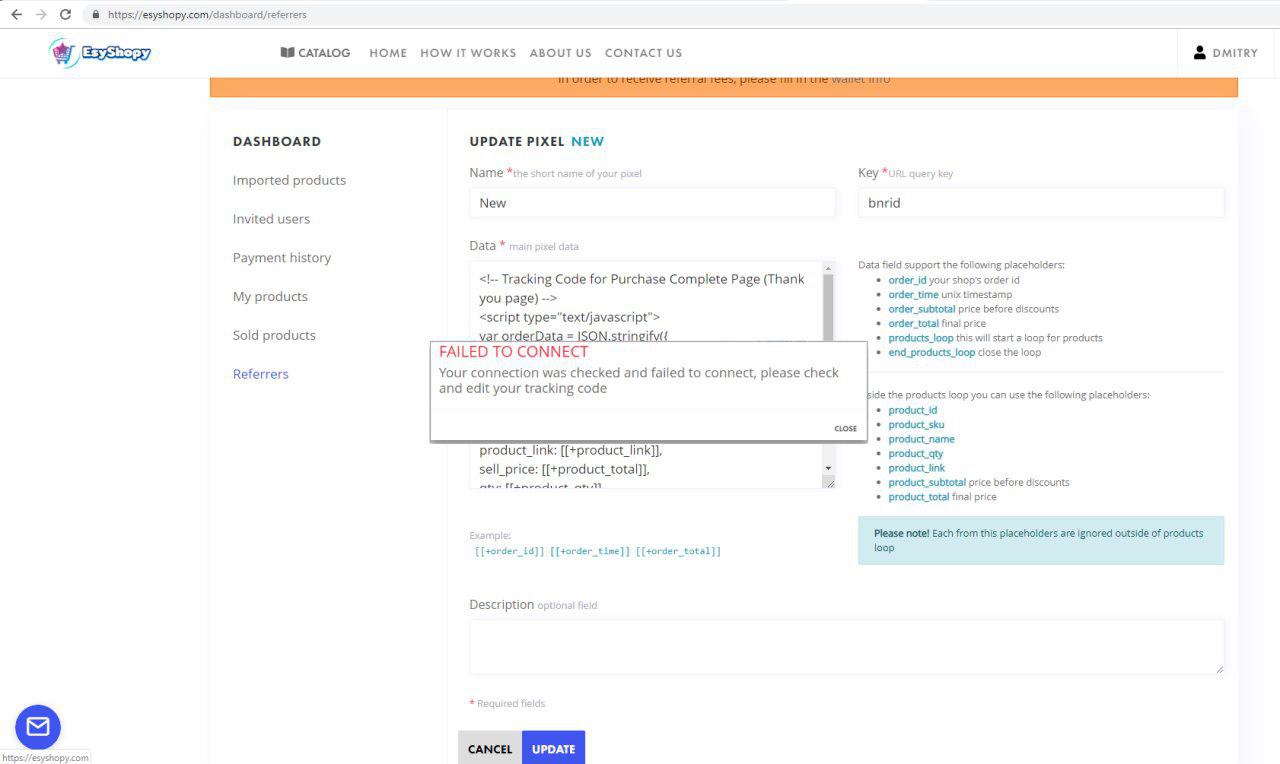 https://esyshopy.com/dashboard/referrers
EsyShopy
CATALOG HOME HOW IT WORKS ABOUT US CONTACT US
DMITRY
In order to receive referral fees, please fill in the wallet info
DASHBOARD
Imported products
Invited users
Payment history
My products
Sold products
Referrers
UPDATE PIXEL NEW
Name *the short name of your pixel
New
Key *URL query key
bnrid
Data * main pixel data
<!-- Tracking Code for Purchase Complete Page (Thank
you page) -->
<script type="text/javascript">
var orderData = JSON.stringify({
FAILED TO CONNECT
Your connection was checked and failed to connect, please check
and edit your tracking code
CLOSE
product_link: [[+product_link]],
sell_price: [[+product_total]],
qty: [[+product_qty]]
Data field support the following placeholders:
order_id your shop's order id
order_time unix timestamp
order_subtotal price before discounts
order_total final price
products_loop this will start a loop for products
end_products_loop close the loop
side the products loop you can use the following placeholders:
product_id
product_sku
product_name
product_qty
product_link
product_subtotal price before discounts
product_total final price
Please note! Each from this placeholders are ignored outside of products
loop
Example:
[[+order_id]] [[+order_time]] [[+order_total]]
Description optional field
* Required fields
CANCEL UPDATE
https://esyshopy.com